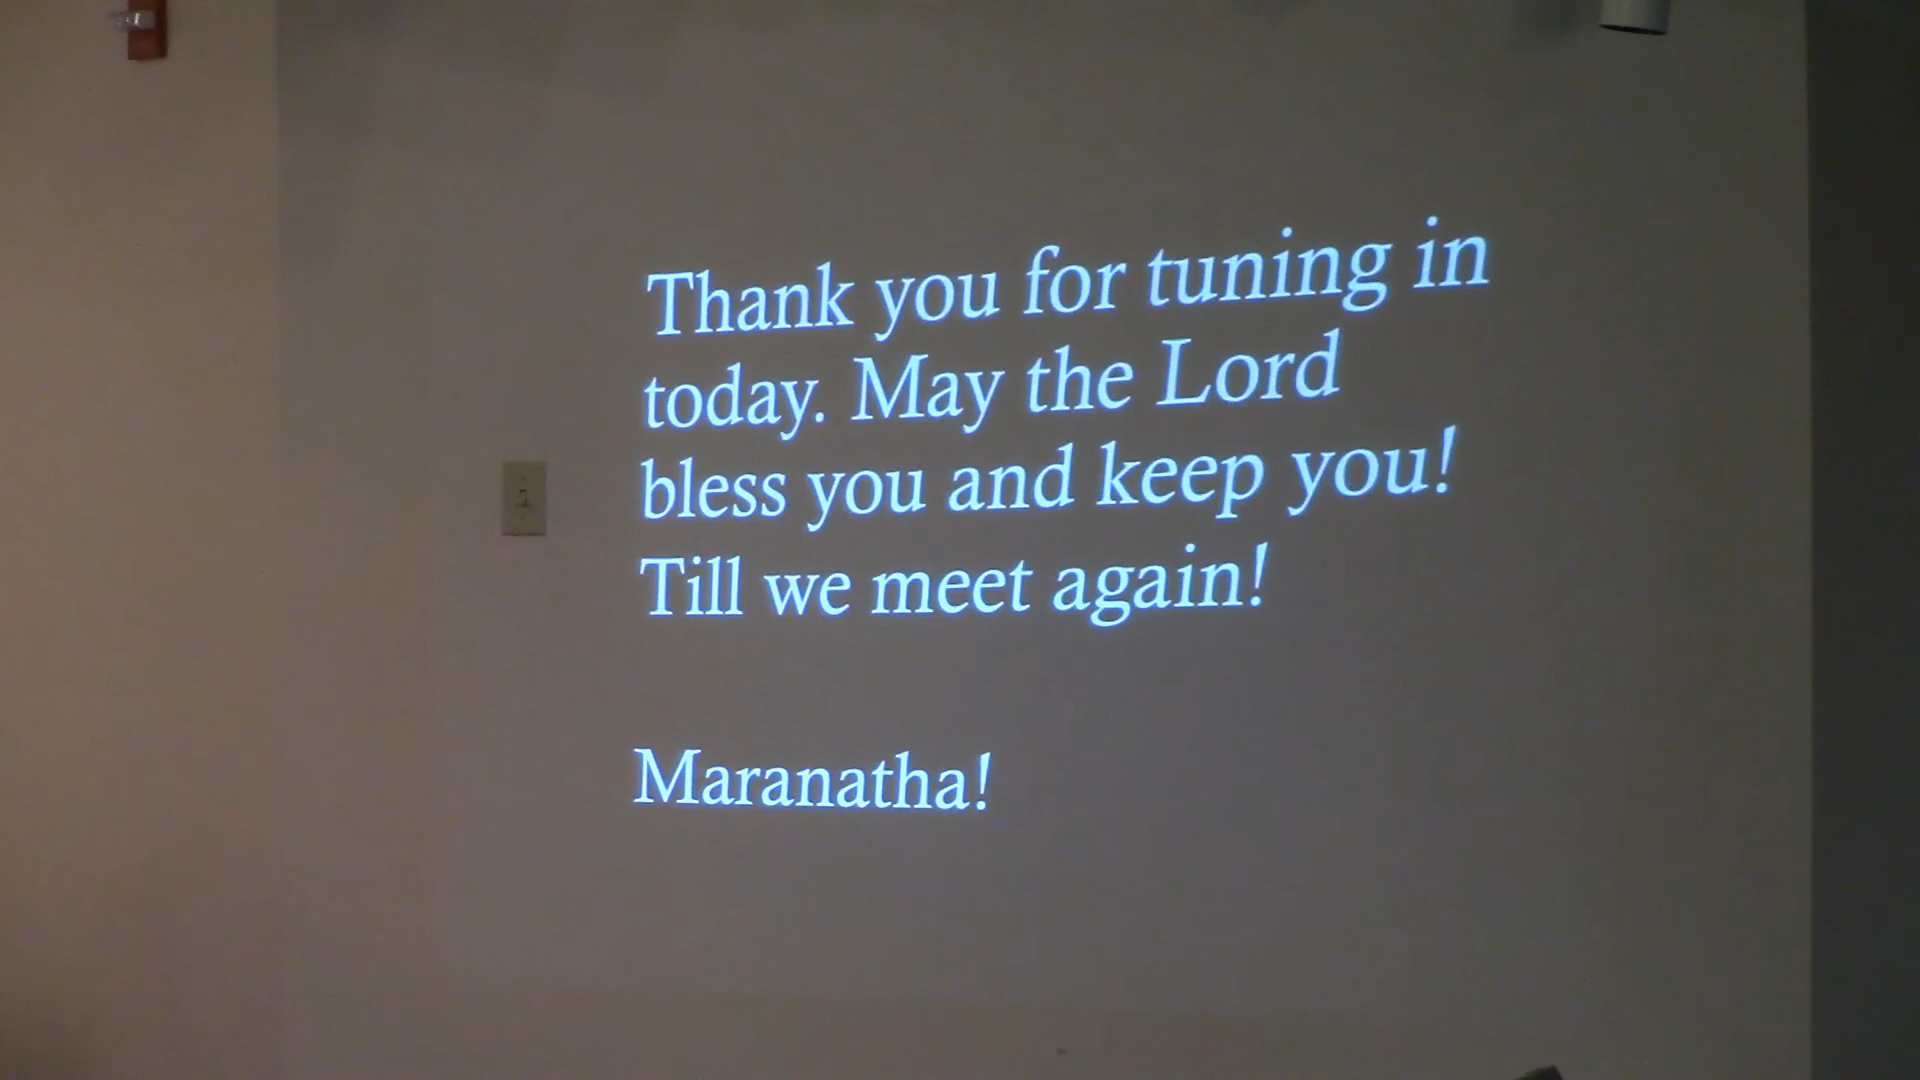 Thank you for tuning in
today. May the Lord
bless you and keep you!
Till we meet again!
Maranatha!